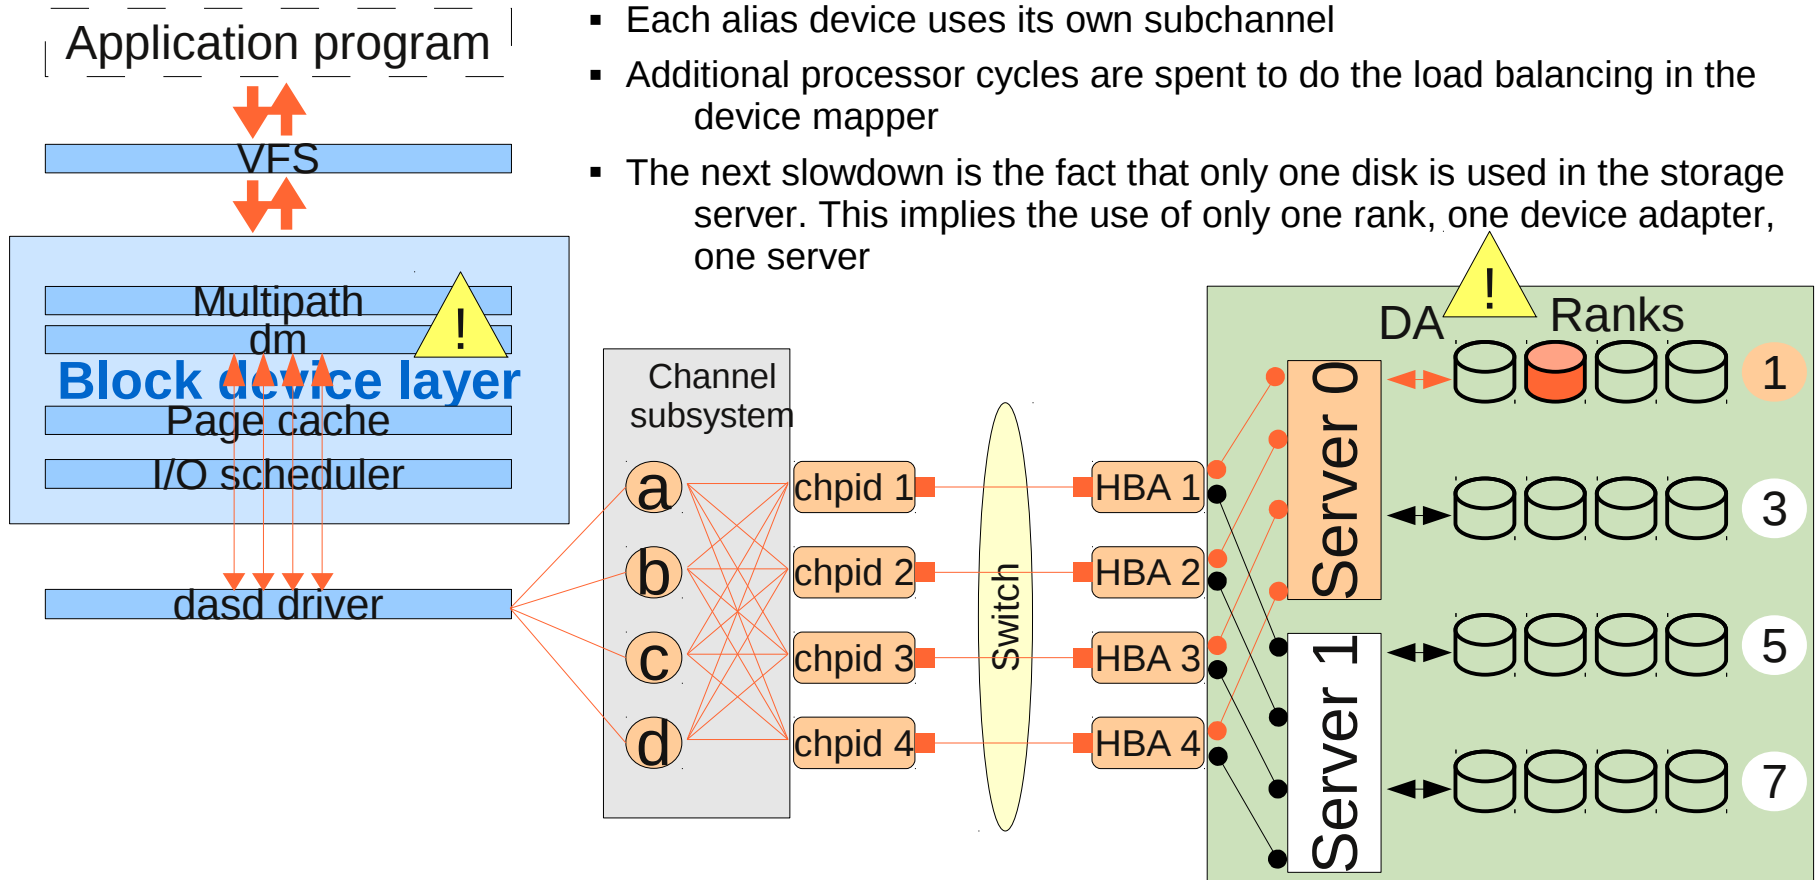 Application program
VFS
Multipath
dm
Block device layer
Page cache
I/O scheduler
dasd driver
▪ Each alias device uses its own subchannel
▪ Additional processor cycles are spent to do the load balancing in the
device mapper
▪ The next slowdown is the fact that only one disk is used in the storage
server. This implies the use of only one rank, one device adapter,
one server
!
Channel
subsystem
a
b
c
d
chpid 1
chpid 2
chpid 3
chpid 4
Switch
HBA 1
HBA 2
HBA 3
HBA 4
Server 0
Server 1
DA
!
Ranks
1
3
5
7